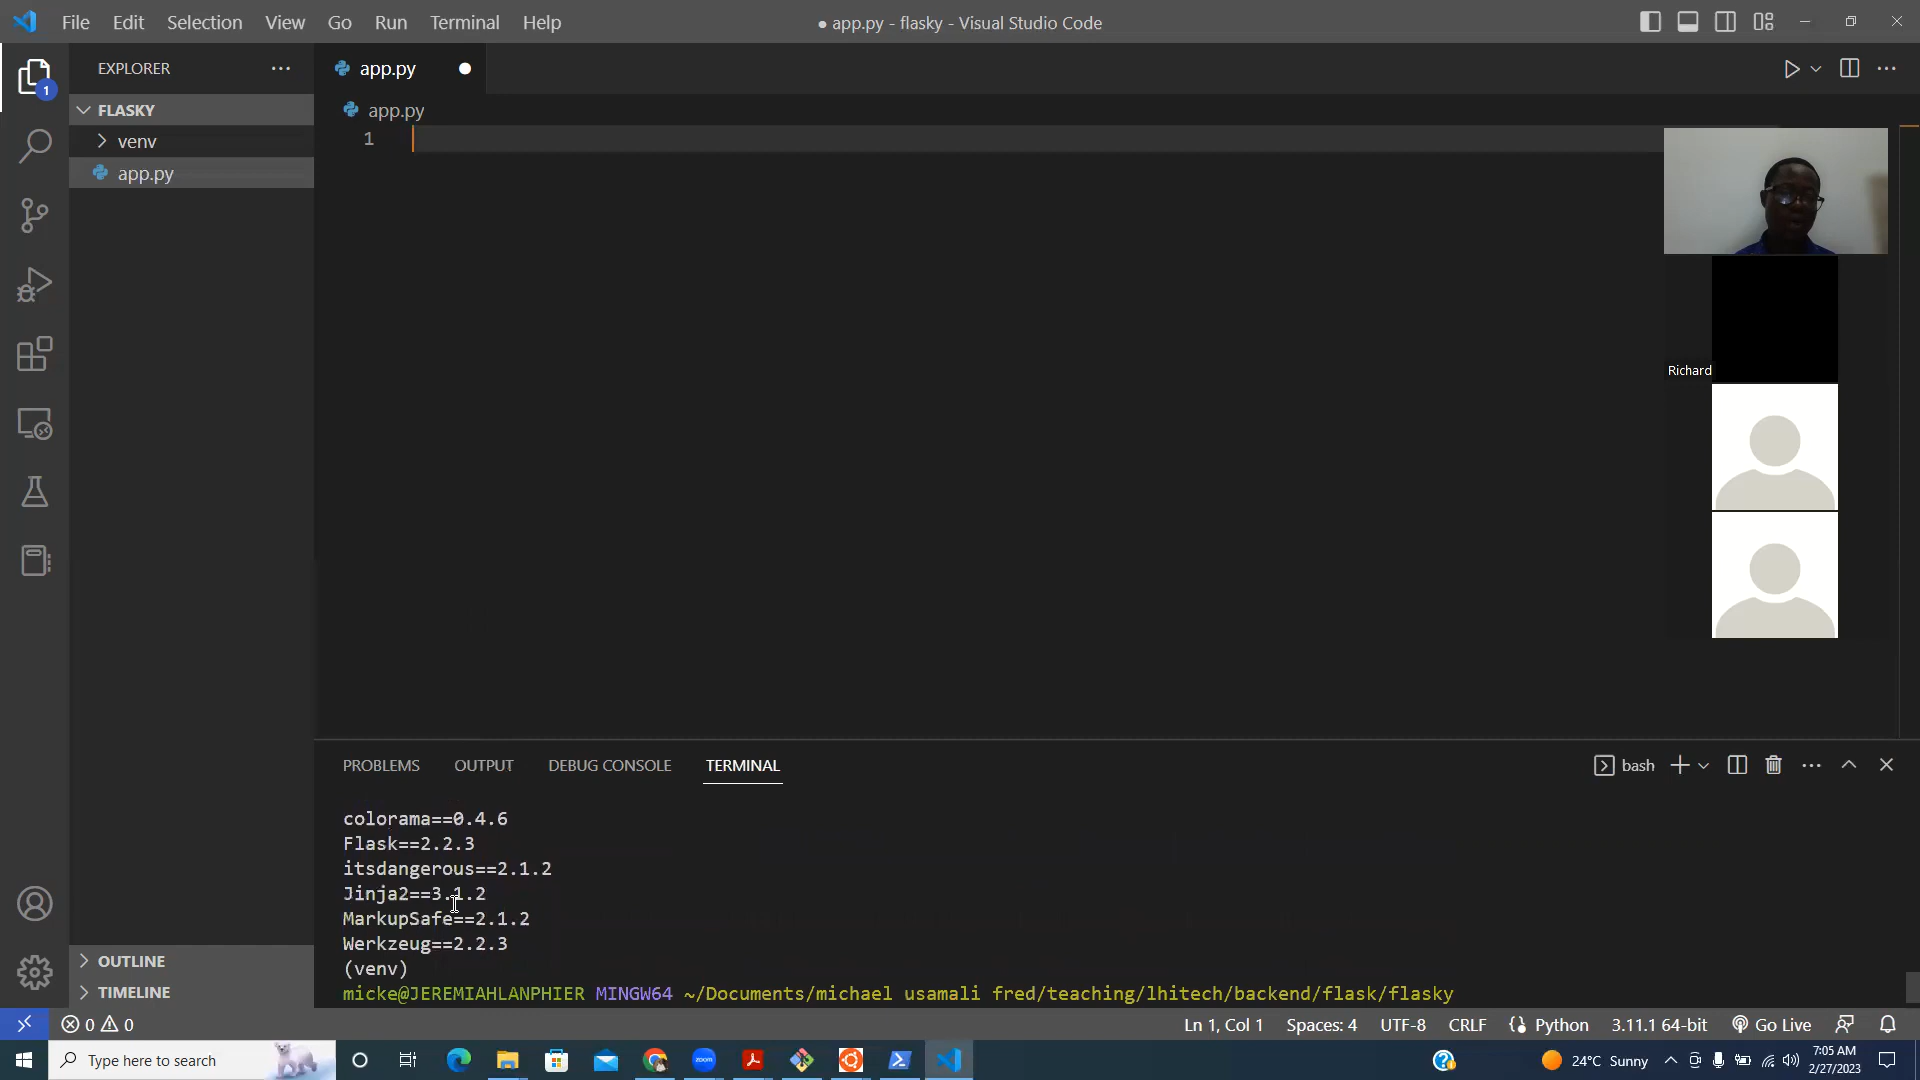 File Edit Selection View Go Run Terminal Help
● app.py - flasky - Visual Studio Code
EXPLORER
app.py
1
FLASKY
app.py
venv
1
app.py
Richard
PROBLEMS OUTPUT DEBUG CONSOLE TERMINAL
bash
colorama==0.4.6
Flask==2.2.3
itsdangerous==2.1.2
Jinja2==3.1.2
MarkupSafe==2.1.2
Werkzeug==2.2.3
(venv)
micke@JEREMIAHLANPHIER MINGW64 ~/Documents/michael usamali fred/teaching/lhitech/backend/flask/flasky
OUTLINE
TIMELINE
0 0
Ln 1, Col 1 Spaces: 4 UTF-8 CRLF Python 3.11.1 64-bit Go Live
Type here to search
zoom
24°C Sunny
7:05 AM
2/27/2023